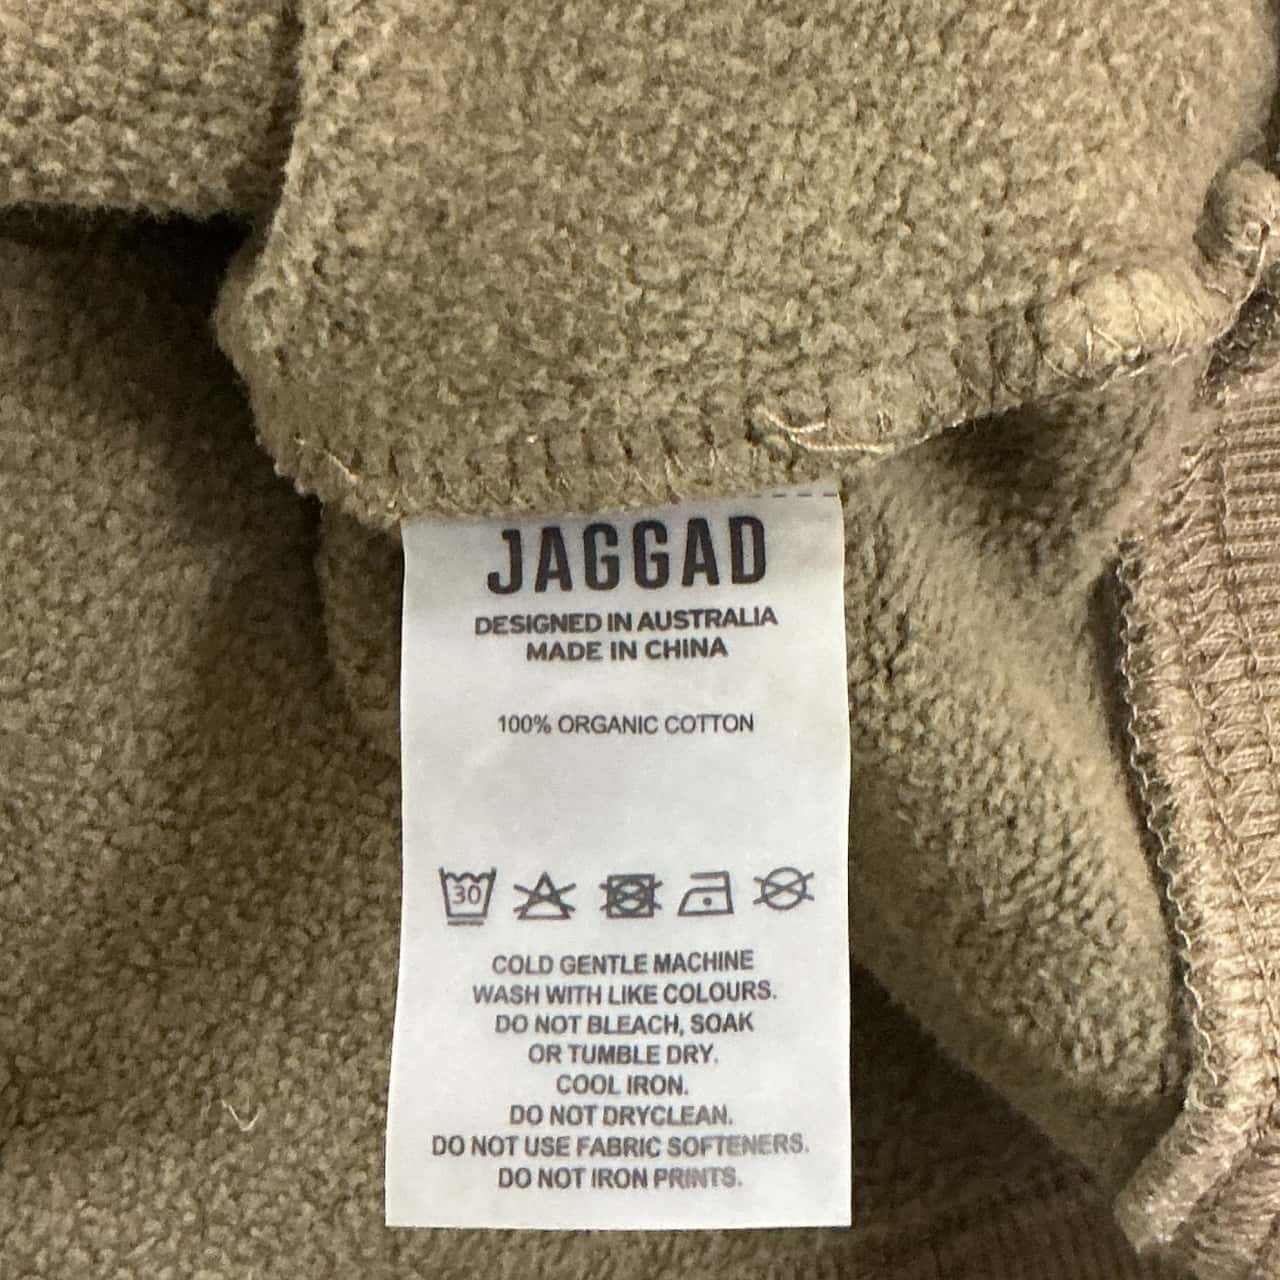 JAGGAD
DESIGNED IN AUSTRALIA
MADE IN CHINA
100% ORGANIC COTTON
30
COLD GENTLE MACHINE
WASH WITH LIKE COLOURS.
DO NOT BLEACH, SOAK
OR TUMBLE DRY.
COOL IRON.
DO NOT DRYCLEAN.
DO NOT USE FABRIC SOFTENERS.
DO NOT IRON PRINTS.